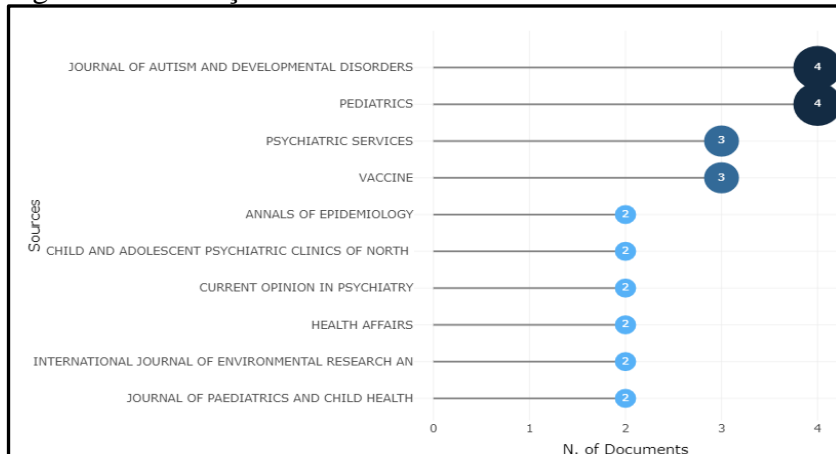 JOURNAL OF AUTISM AND DEVELOPMENTAL DISORDERS 4
PEDIATRICS 4
PSYCHIATRIC SERVICES 3
VACCINE 3
ANNALS OF EPIDEMIOLOGY 2
CHILD AND ADOLESCENT PSYCHIATRIC CLINICS OF NORTH 2
CURRENT OPINION IN PSYCHIATRY 2
HEALTH AFFAIRS 2
INTERNATIONAL JOURNAL OF ENVIRONMENTAL RESEARCH AN 2
JOURNAL OF PAEDIATRICS AND CHILD HEALTH 2
Sources
0 1 2 3 4
N. of Documents